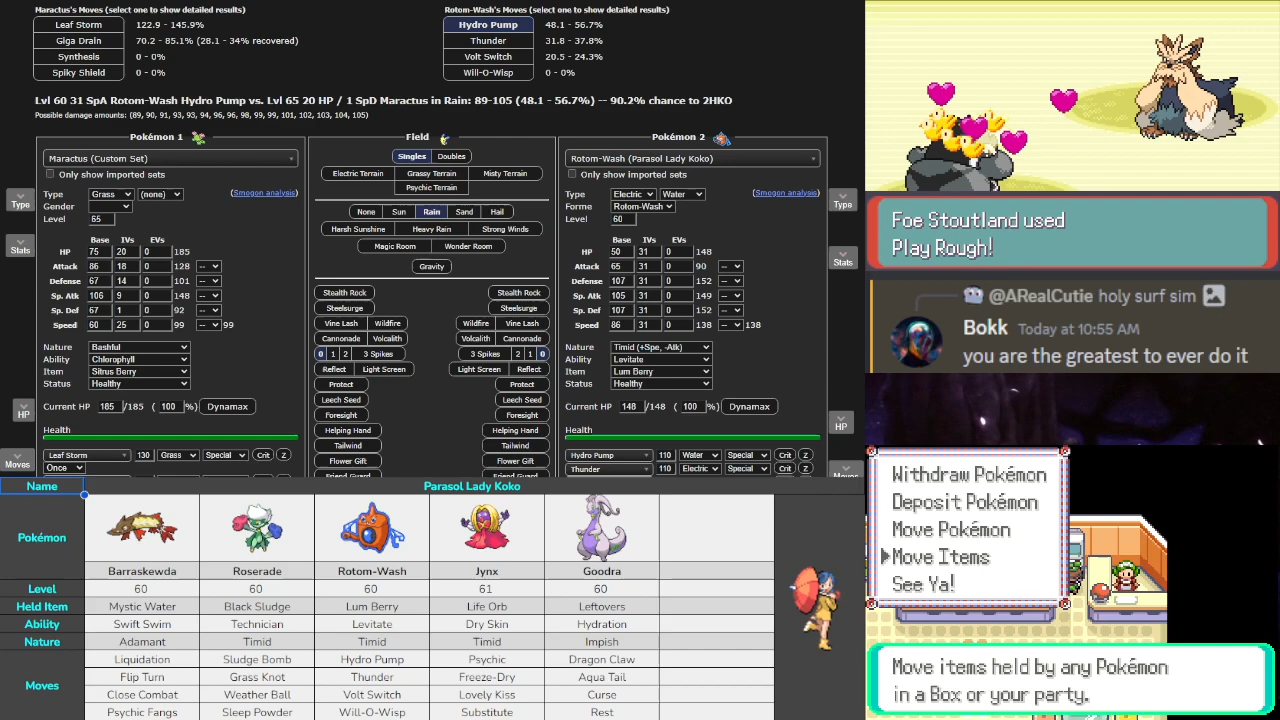 Maractus's Moves (select one to show detailed results)
Leaf Storm 122.9 - 145.9%
Giga Drain 70.2 - 85.1% (28.1 - 34% recovered)
Synthesis 0 - 0%
Spiky Shield 0 - 0%
Rotom-Wash's Moves (select one to show detailed results)
Hydro Pump 48.1 - 56.7%
Thunder 31.8 - 37.8%
Volt Switch 20.5 - 24.3%
Will-O-Wisp 0 - 0%
Lvl 60 31 SpA Rotom-Wash Hydro Pump vs. Lvl 65 20 HP / 1 SpD Maractus in Rain: 89-105 (48.1 - 56.7%) -- 90.2% chance to 2HKO
Possible damage amounts: (89, 90, 91, 93, 93, 94, 96, 97, 98, 99, 99, 101, 102, 103, 104, 105)
Pokémon 1
Maractus (Custom Set)
Only show imported sets
Type Grass (none) (Smogon analysis)
Gender
Level 65
Base IVs EVs
HP 75 20 0 185
Attack 86 18 0 128 --
Defense 67 14 0 101 --
Sp. Atk 106 9 0 148 --
Sp. Def 67 1 0 92 --
Speed 60 25 0 99 -- 99
Nature Bashful
Ability Chlorophyll
Item Sitrus Berry
Status Healthy
Current HP 185 /185 ( 100 %) Dynamax
Health
Leaf Storm 130 Grass Special Crit Z
Once
Type
Stats
HP
Moves
Field
Singles Doubles
Electric Terrain Grassy Terrain Misty Terrain
Psychic Terrain
None Sun Rain Sand Hail
Harsh Sunshine Heavy Rain Strong Winds
Magic Room Wonder Room
Gravity
Stealth Rock Stealth Rock
Steelsurge Steelsurge
Vine Lash Wildfire Wildfire Vine Lash
Cannonade Volcalith Volcalith Cannonade
0 1 2 3 Spikes 3 Spikes 2 1 0
Reflect Light Screen Light Screen Reflect
Protect Protect
Leech Seed Leech Seed
Foresight Foresight
Helping Hand Helping Hand
Tailwind Tailwind
Flower Gift Flower Gift
Friend Guard Friend Guard
Pokémon 2
Rotom-Wash (Parasol Lady Koko)
Only show imported sets
Type Electric Water (Smogon analysis)
Forme Rotom-Wash
Level 60
Base IVs EVs
HP 50 31 0 148
Attack 65 31 0 90 --
Defense 107 31 0 152 --
Sp. Atk 105 31 0 149 --
Sp. Def 107 31 0 152 --
Speed 86 31 0 138 -- 138
Nature Timid (+Spe, -Atk)
Ability Levitate
Item Lum Berry
Status Healthy
Current HP 148 /148 ( 100 %) Dynamax
Health
Hydro Pump 110 Water Special Crit Z
Thunder 110 Electric Special Crit Z
Type
Stats
HP
Moves
Name Parasol Lady Koko
Pokémon Barraskewda Roserade Rotom-Wash Jynx Goodra
Level 60 60 60 61 60
Held Item Mystic Water Black Sludge Lum Berry Life Orb Leftovers
Ability Swift Swim Technician Levitate Dry Skin Hydration
Nature Adamant Timid Timid Timid Impish
Moves
Liquidation Sludge Bomb Hydro Pump Psychic Dragon Claw
Flip Turn Grass Knot Thunder Freeze-Dry Aqua Tail
Close Combat Weather Ball Volt Switch Lovely Kiss Curse
Psychic Fangs Sleep Powder Will-O-Wisp Substitute Rest
Foe Stoutland used
Play Rough!
@ARealCutie holy surf sim
Bokk Today at 10:55 AM
you are the greatest to ever do it
Withdraw Pokémon
Deposit Pokémon
Move Pokémon
Move Items
See Ya!
Move items held by any Pokémon
in a Box or your party.